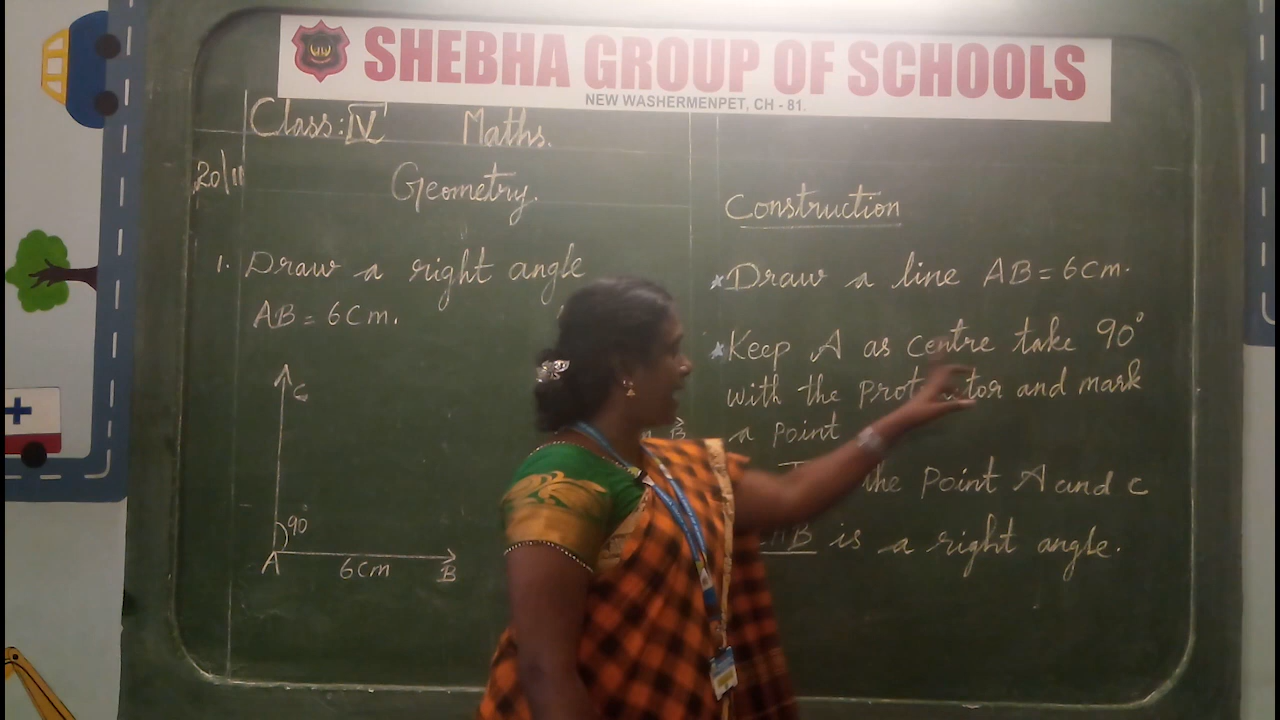 SHEBHA GROUP OF SCHOOLS
NEW WASHERMENPET, CH - 81.
Class: IV Maths.
20/11
Geometry.
1. Draw a right angle
AB = 6cm.
C
90°
A 6cm B
B
Construction
* Draw a line AB = 6cm.
* Keep A as centre take 90°
with the and mark
a point
the point A and C
is a right angle.